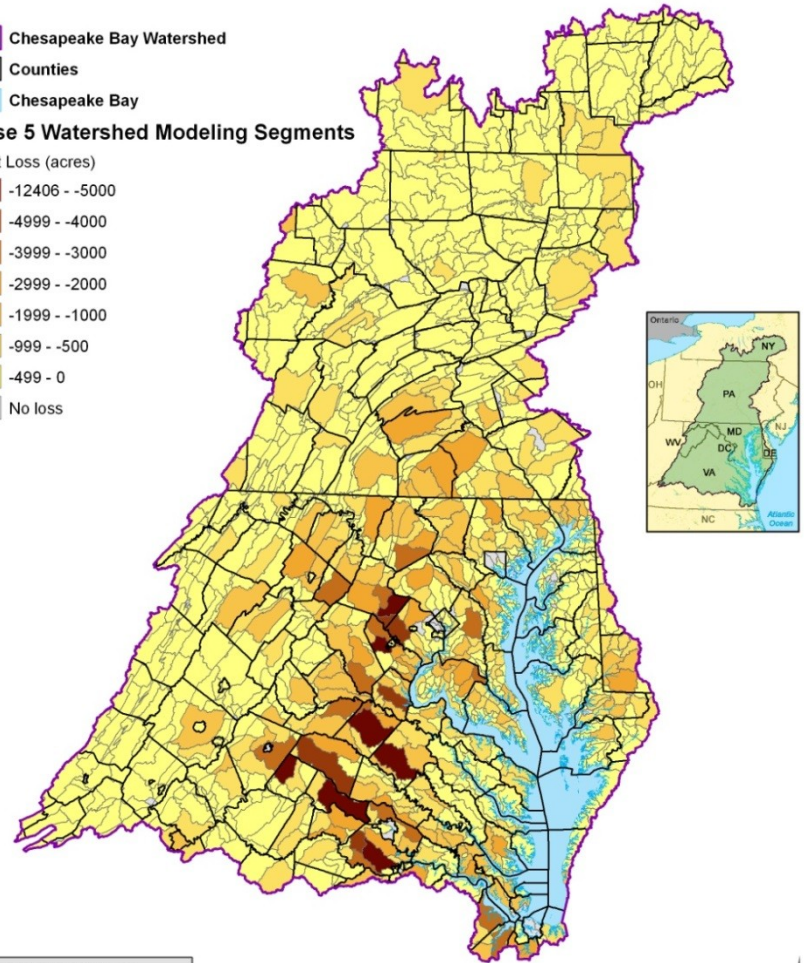 Chesapeake Bay Watershed
Counties
Chesapeake Bay
se 5 Watershed Modeling Segments
Loss (acres)
-12406 - -5000
-4999 - -4000
-3999 - -3000
-2999 - -2000
-1999 - -1000
-999 - -500
-499 - 0
No loss
Ontario
NY
OH
PA
NJ
MD
WV
DC
DE
VA
NC
Atlantic
Ocean